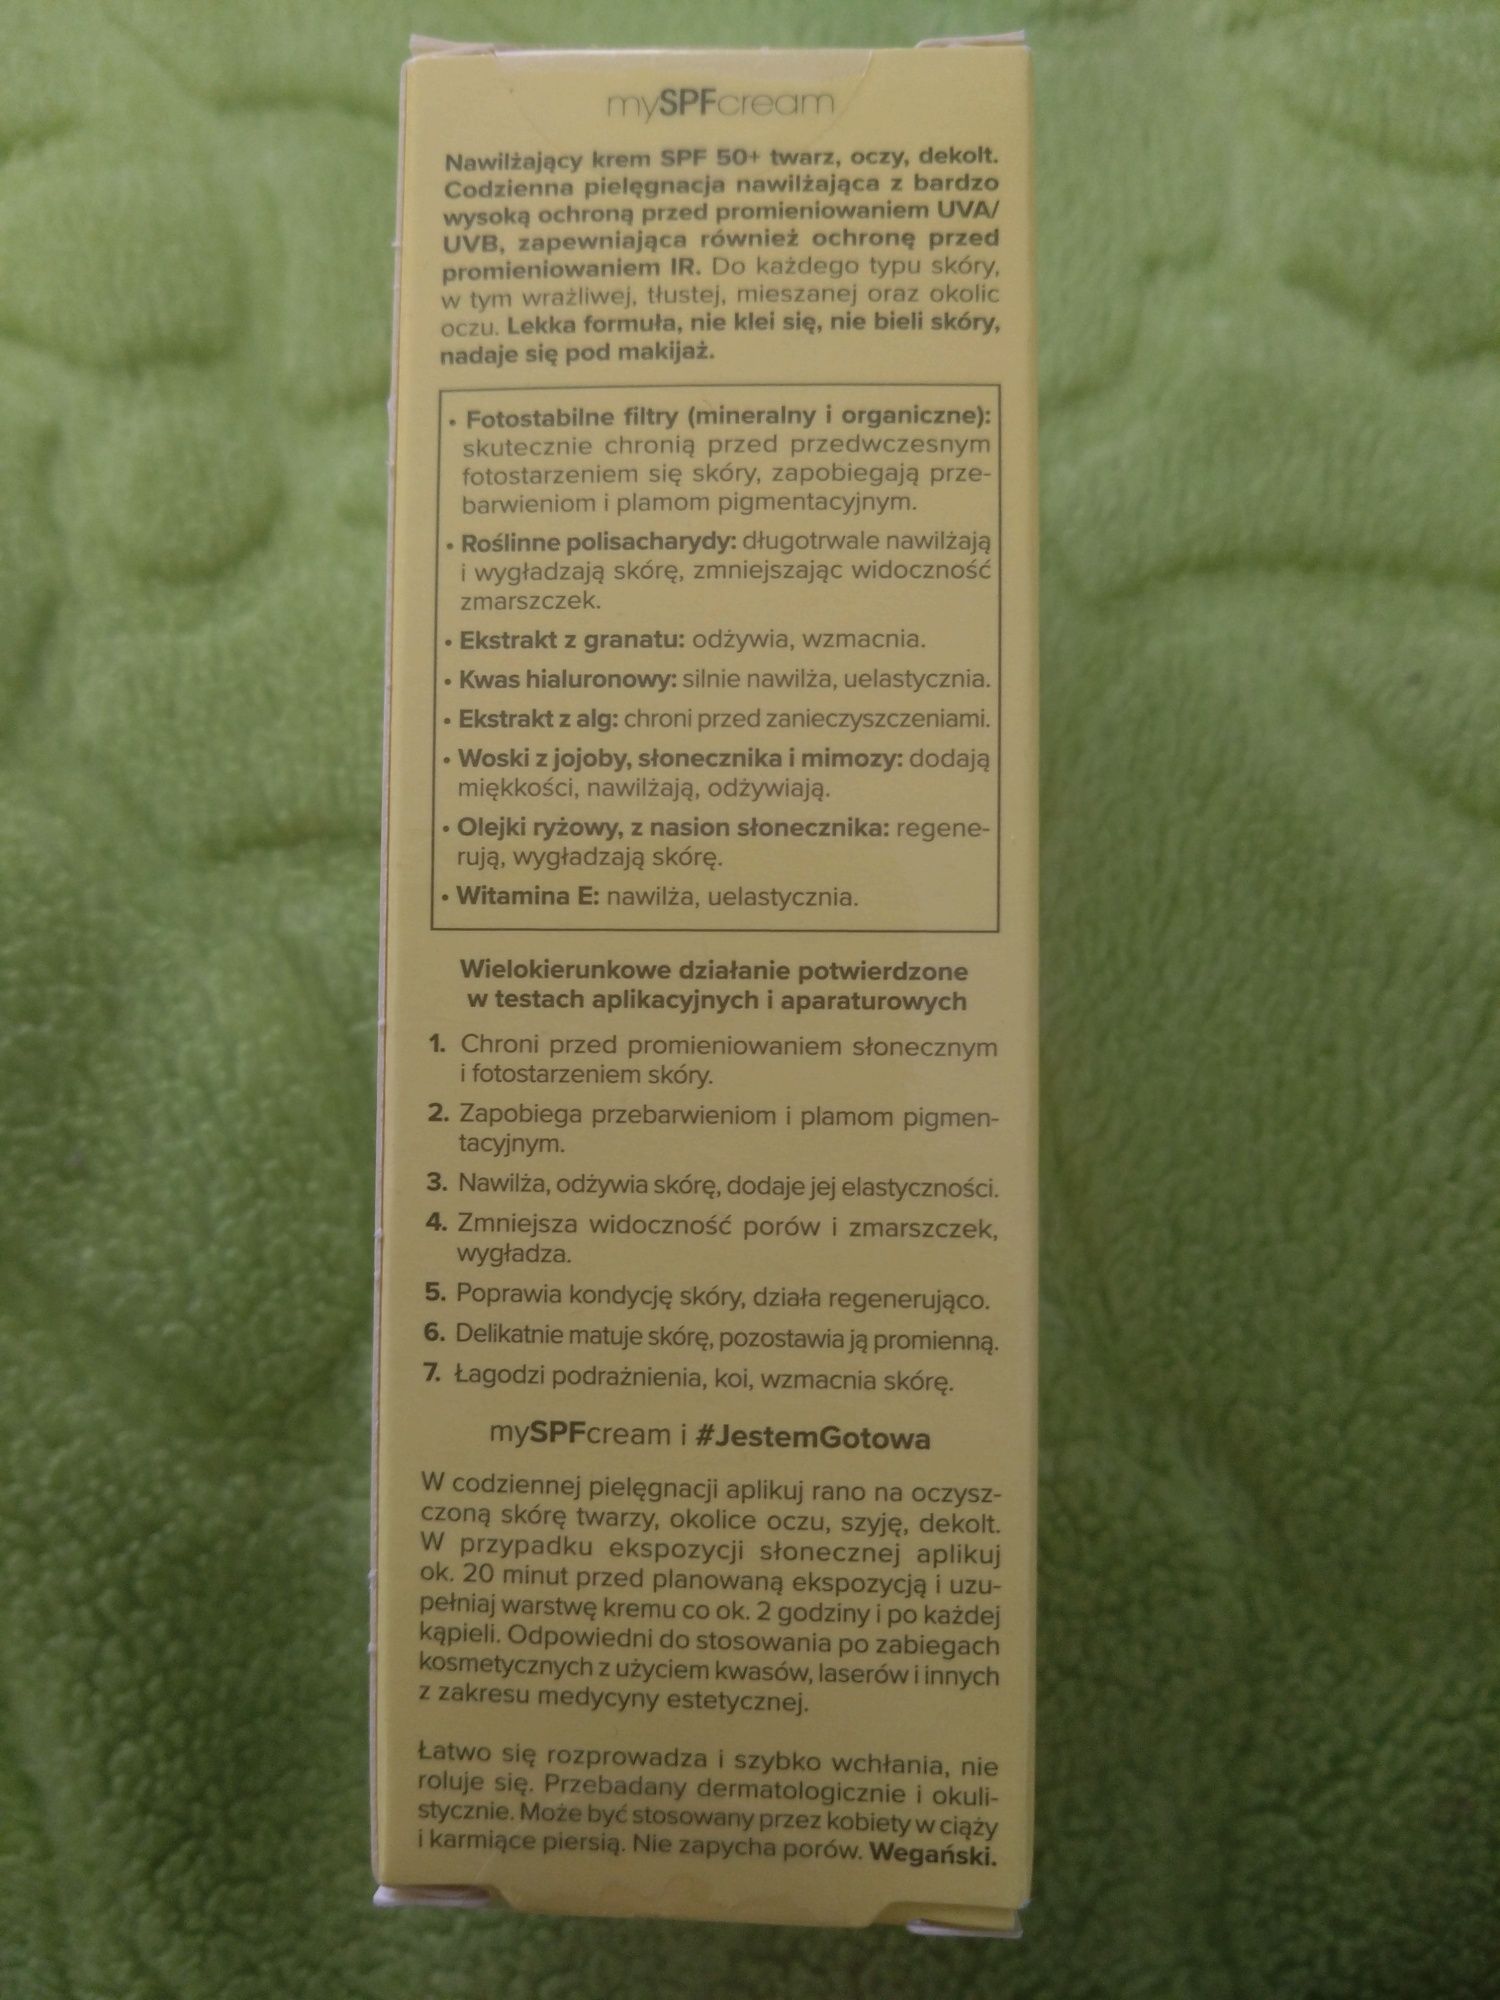 mySPFcream
Nawilżający krem SPF 50+ twarz, oczy, dekolt.
Codzienna pielęgnacja nawilżająca z bardzo
wysoką ochroną przed promieniowaniem UVA/
UVB, zapewniająca również ochronę przed
promieniowaniem IR. Do każdego typu skóry,
w tym wrażliwej, tłustej, mieszanej oraz okolic
oczu. Lekka formuła, nie klei się, nie bieli skóry,
nadaje się pod makijaż.
• Fotostabilne filtry (mineralny i organiczne):
skutecznie chronią przed przedwczesnym
fotostarzeniem się skóry, zapobiegają prze-
barwieniom i plamom pigmentacyjnym.
• Roślinne polisacharydy: długotrwale nawilżają
i wygładzają skórę, zmniejszając widoczność
zmarszczek.
• Ekstrakt z granatu: odżywia, wzmacnia.
• Kwas hialuronowy: silnie nawilża, uelastycznia.
• Ekstrakt z alg: chroni przed zanieczyszczeniami.
• Woski z jojoby, słonecznika i mimozy: dodają
miękkości, nawilżają, odżywiają.
• Olejki ryżowy, z nasion słonecznika: regene-
rują, wygładzają skórę.
• Witamina E: nawilża, uelastycznia.
Wielokierunkowe działanie potwierdzone
w testach aplikacyjnych i aparaturowych
1. Chroni przed promieniowaniem słonecznym
i fotostarzeniem skóry.
2. Zapobiega przebarwieniom i plamom pigmen-
tacyjnym.
3. Nawilża, odżywia skórę, dodaje jej elastyczności.
4. Zmniejsza widoczność porów i zmarszczek,
wygładza.
5. Poprawia kondycję skóry, działa regenerująco.
6. Delikatnie matuje skórę, pozostawia ją promienną.
7. Łagodzi podrażnienia, koi, wzmacnia skórę.
mySPFcream i #JestemGotowa
W codziennej pielęgnacji aplikuj rano na oczysz-
czoną skórę twarzy, okolice oczu, szyję, dekolt.
W przypadku ekspozycji słonecznej aplikuj
ok. 20 minut przed planowaną ekspozycją i uzu-
pełniaj warstwę kremu co ok. 2 godziny i po każdej
kąpieli. Odpowiedni do stosowania po zabiegach
kosmetycznych z użyciem kwasów, laserów i innych
z zakresu medycyny estetycznej.
Łatwo się rozprowadza i szybko wchłania, nie
roluje się. Przebadany dermatologicznie i okuli-
stycznie. Może być stosowany przez kobiety w ciąży
i karmiące piersią. Nie zapycha porów. Wegański.